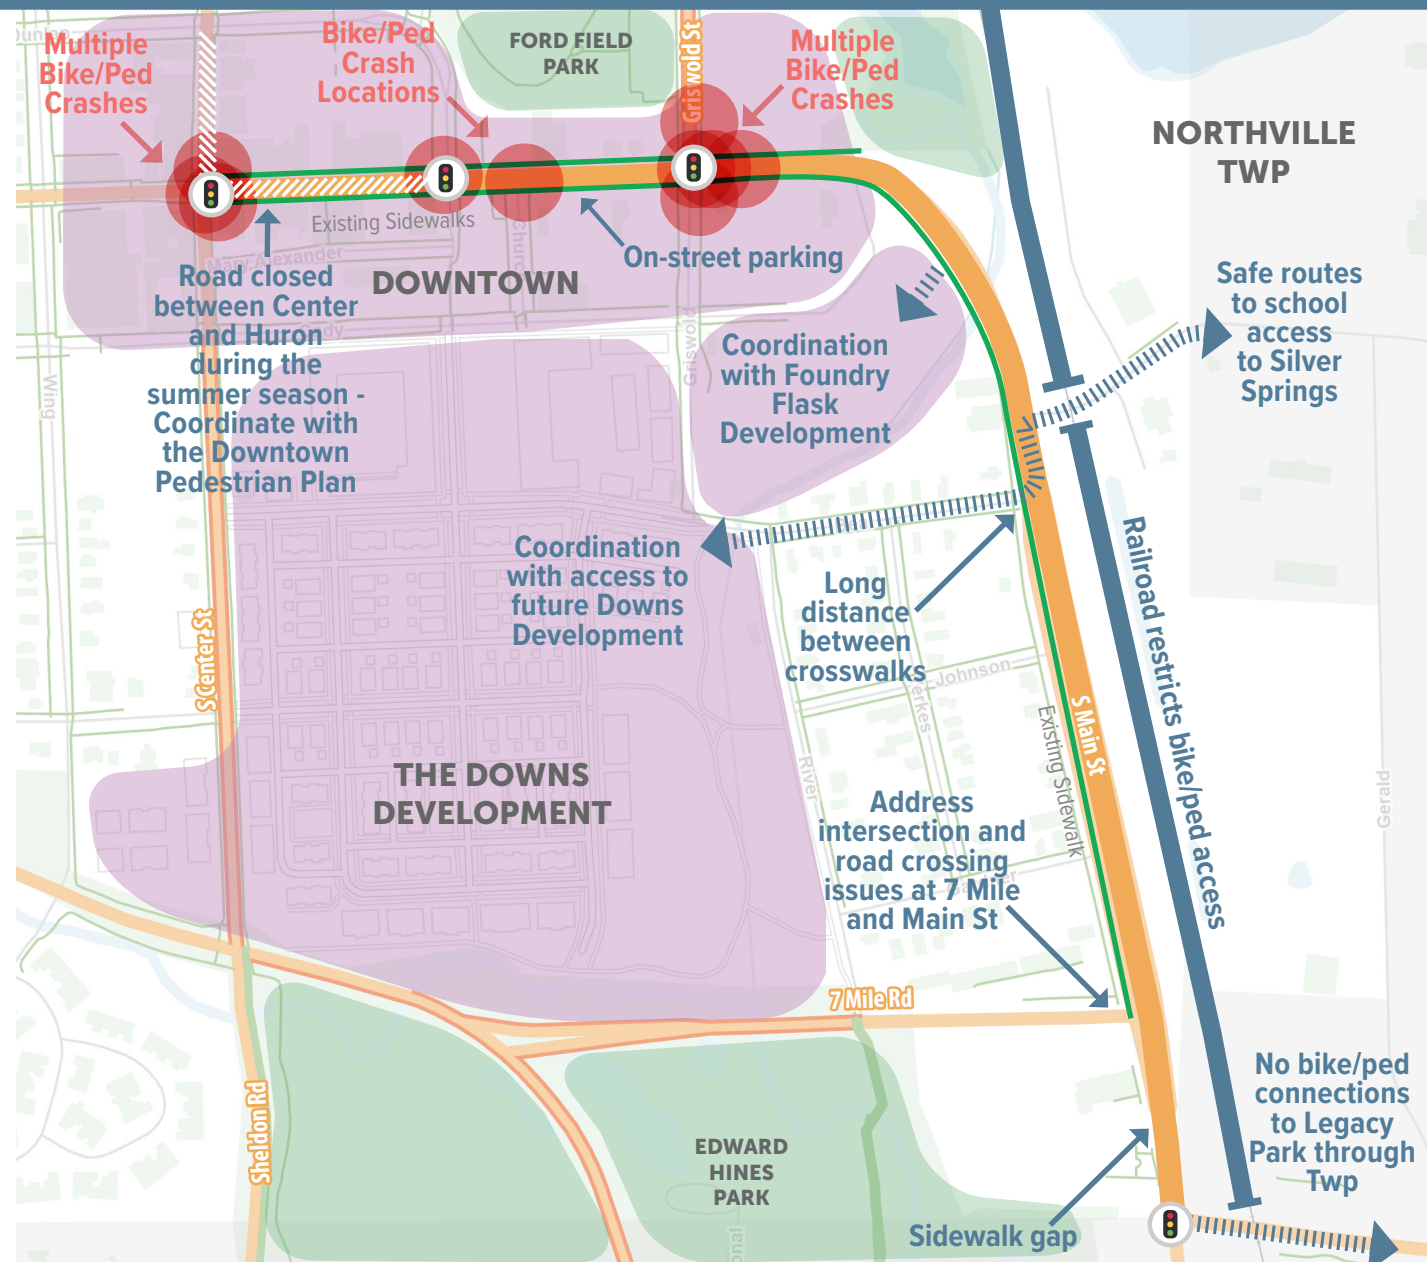 Dunlap
Multiple
Bike/Ped
Crashes
Bike/Ped
Crash
Locations
FORD FIELD
PARK
Griswold St
Multiple
Bike/Ped
Crashes
NORTHVILLE
TWP
Existing Sidewalks
Mary Alexander
Church
On-street parking
DOWNTOWN
Road closed
between Center
and Huron
during the
summer season -
Coordinate with
the Downtown
Pedestrian Plan
Cady
Wing
Griswold
Coordination
with Foundry
Flask
Development
Safe routes
to school
access
to Silver
Springs
Coordination
with access to
future Downs
Development
Long
distance
between
crosswalks
Railroad restricts bike/ped access
S Center St
Johnson
S Main St
Existing Sidewalk
THE DOWNS
DEVELOPMENT
River
Gerald
Address
intersection and
road crossing
issues at 7 Mile
and Main St
7 Mile Rd
Sheldon Rd
EDWARD
HINES
PARK
No bike/ped
connections
to Legacy
Park through
Twp
Sidewalk gap